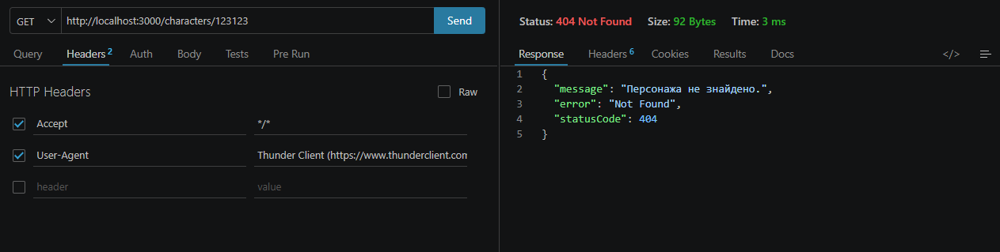 GET
http://localhost:3000/characters/123123
Send
Query
Headers 2
Auth
Body
Tests
Pre Run
HTTP Headers
Raw
Accept
*/*
User-Agent
Thunder Client (https://www.thunderclient.com
header
value
Status: 404 Not Found
Size: 92 Bytes
Time: 3 ms
Response
Headers 6
Cookies
Results
Docs
</>
1 {
2 "message": "Персонажа не знайдено.",
3 "error": "Not Found",
4 "statusCode": 404
5 }